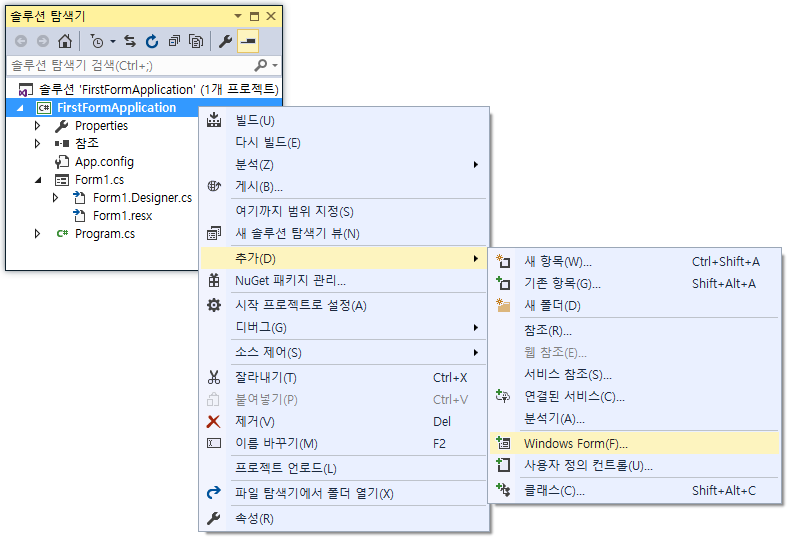 솔루션 탐색기
솔루션 탐색기 검색(Ctrl+;)
솔루션 'FirstFormApplication' (1개 프로젝트)
C# FirstFormApplication
Properties
참조
App.config
Form1.cs
Form1.Designer.cs
Form1.resx
C# Program.cs
빌드(U)
다시 빌드(E)
분석(Z)
게시(B)...
여기까지 범위 지정(S)
새 솔루션 탐색기 뷰(N)
추가(D)
NuGet 패키지 관리...
시작 프로젝트로 설정(A)
디버그(G)
소스 제어(S)
잘라내기(T) Ctrl+X
붙여넣기(P) Ctrl+V
제거(V) Del
이름 바꾸기(M) F2
프로젝트 언로드(L)
파일 탐색기에서 폴더 열기(X)
속성(R)
새 항목(W)... Ctrl+Shift+A
기존 항목(G)... Shift+Alt+A
새 폴더(D)
참조(R)...
웹 참조(E)...
서비스 참조(S)...
연결된 서비스(C)...
분석기(A)...
Windows Form(F)...
사용자 정의 컨트롤(U)...
클래스(C)... Shift+Alt+C